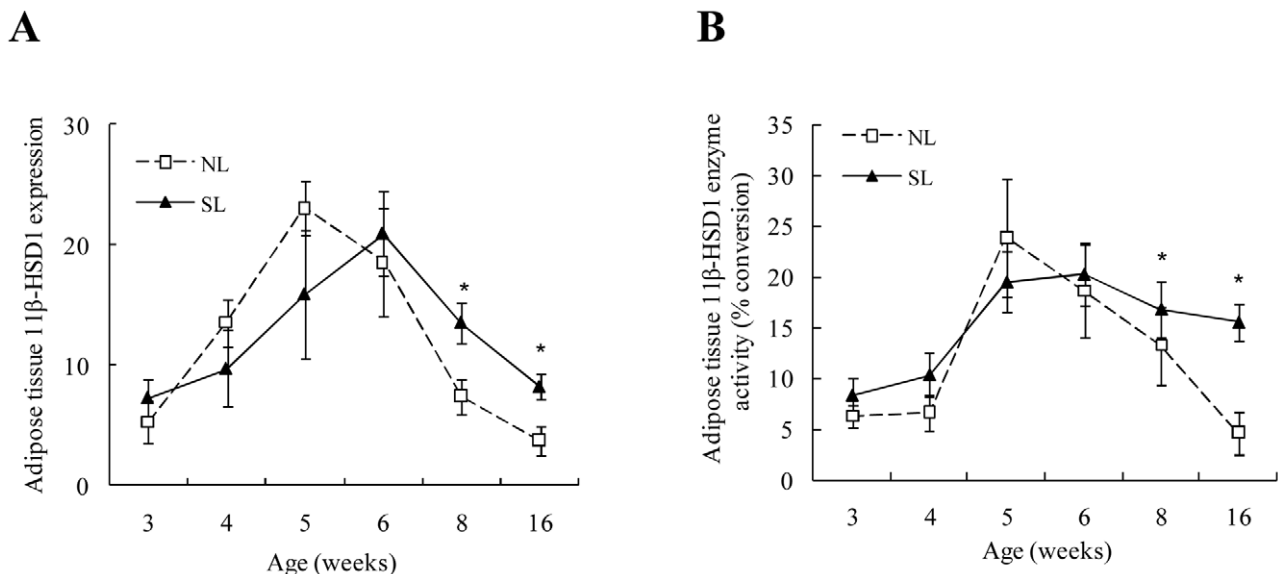 A
Adipose tissue 11β-HSD1 expression
30
20
10
0
NL
SL
*
*
3 4 5 6 8 16
Age (weeks)
B
Adipose tissue 11β-HSD1 enzyme
activity (% conversion)
35
30
25
20
15
10
5
0
NL
SL
*
*
3 4 5 6 8 16
Age (weeks)